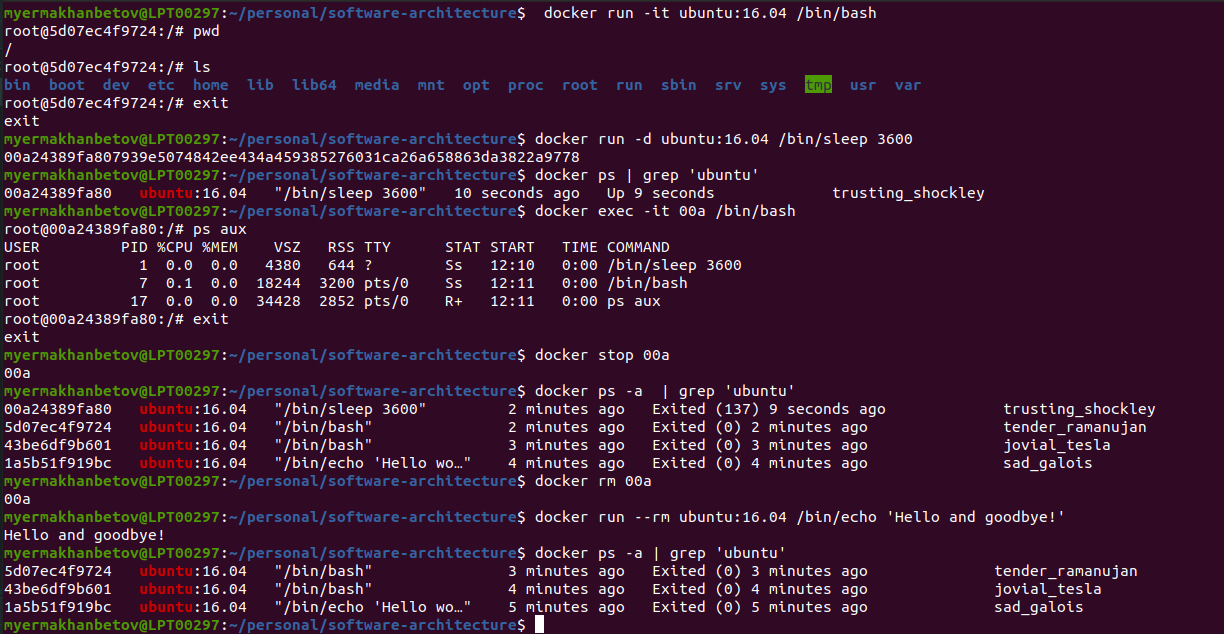 myermakhanbetov@LPT00297:~/personal/software-architecture$  docker run -it ubuntu:16.04 /bin/bash
root@5d07ec4f9724:/# pwd
/
root@5d07ec4f9724:/# ls
bin  boot  dev  etc  home  lib  lib64  media  mnt  opt  proc  root  run  sbin  srv  sys  tmp  usr  var
root@5d07ec4f9724:/# exit
exit
myermakhanbetov@LPT00297:~/personal/software-architecture$ docker run -d ubuntu:16.04 /bin/sleep 3600
00a24389fa807939e5074842ee434a459385276031ca26a658863da3822a9778
myermakhanbetov@LPT00297:~/personal/software-architecture$ docker ps | grep 'ubuntu'
00a24389fa80   ubuntu:16.04   "/bin/sleep 3600"   10 seconds ago   Up 9 seconds             trusting_shockley
myermakhanbetov@LPT00297:~/personal/software-architecture$ docker exec -it 00a /bin/bash
root@00a24389fa80:/# ps aux
USER         PID %CPU %MEM    VSZ   RSS TTY      STAT START   TIME COMMAND
root           1  0.0  0.0   4380   644 ?        Ss   12:10   0:00 /bin/sleep 3600
root           7  0.1  0.0  18244  3200 pts/0    Ss   12:11   0:00 /bin/bash
root          17  0.0  0.0  34428  2852 pts/0    R+   12:11   0:00 ps aux
root@00a24389fa80:/# exit
exit
myermakhanbetov@LPT00297:~/personal/software-architecture$ docker stop 00a
00a
myermakhanbetov@LPT00297:~/personal/software-architecture$ docker ps -a  | grep 'ubuntu'
00a24389fa80   ubuntu:16.04   "/bin/sleep 3600"         2 minutes ago   Exited (137) 9 seconds ago             trusting_shockley
5d07ec4f9724   ubuntu:16.04   "/bin/bash"               2 minutes ago   Exited (0) 2 minutes ago               tender_ramanujan
43be6df9b601   ubuntu:16.04   "/bin/bash"               3 minutes ago   Exited (0) 3 minutes ago               jovial_tesla
1a5b51f919bc   ubuntu:16.04   "/bin/echo 'Hello wo…"    4 minutes ago   Exited (0) 4 minutes ago               sad_galois
myermakhanbetov@LPT00297:~/personal/software-architecture$ docker rm 00a
00a
myermakhanbetov@LPT00297:~/personal/software-architecture$ docker run --rm ubuntu:16.04 /bin/echo 'Hello and goodbye!'
Hello and goodbye!
myermakhanbetov@LPT00297:~/personal/software-architecture$ docker ps -a | grep 'ubuntu'
5d07ec4f9724   ubuntu:16.04   "/bin/bash"               3 minutes ago   Exited (0) 3 minutes ago              tender_ramanujan
43be6df9b601   ubuntu:16.04   "/bin/bash"               4 minutes ago   Exited (0) 4 minutes ago              jovial_tesla
1a5b51f919bc   ubuntu:16.04   "/bin/echo 'Hello wo…"    5 minutes ago   Exited (0) 5 minutes ago              sad_galois
myermakhanbetov@LPT00297:~/personal/software-architecture$